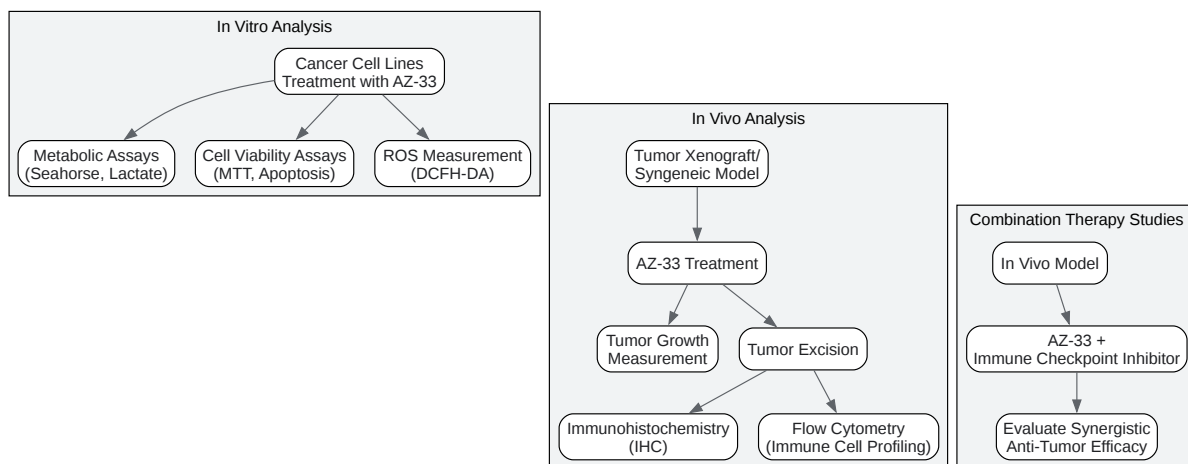 In Vitro Analysis
Cancer Cell Lines
Treatment with AZ-33
Metabolic Assays
(Seahorse, Lactate)
Cell Viability Assays
(MTT, Apoptosis)
ROS Measurement
(DCFH-DA)
In Vivo Analysis
Tumor Xenograft/
Syngeneic Model
AZ-33 Treatment
Tumor Growth
Measurement
Tumor Excision
Immunohistochemistry
(IHC)
Flow Cytometry
(Immune Cell Profiling)
Combination Therapy Studies
In Vivo Model
AZ-33 +
Immune Checkpoint Inhibitor
Evaluate Synergistic
Anti-Tumor Efficacy